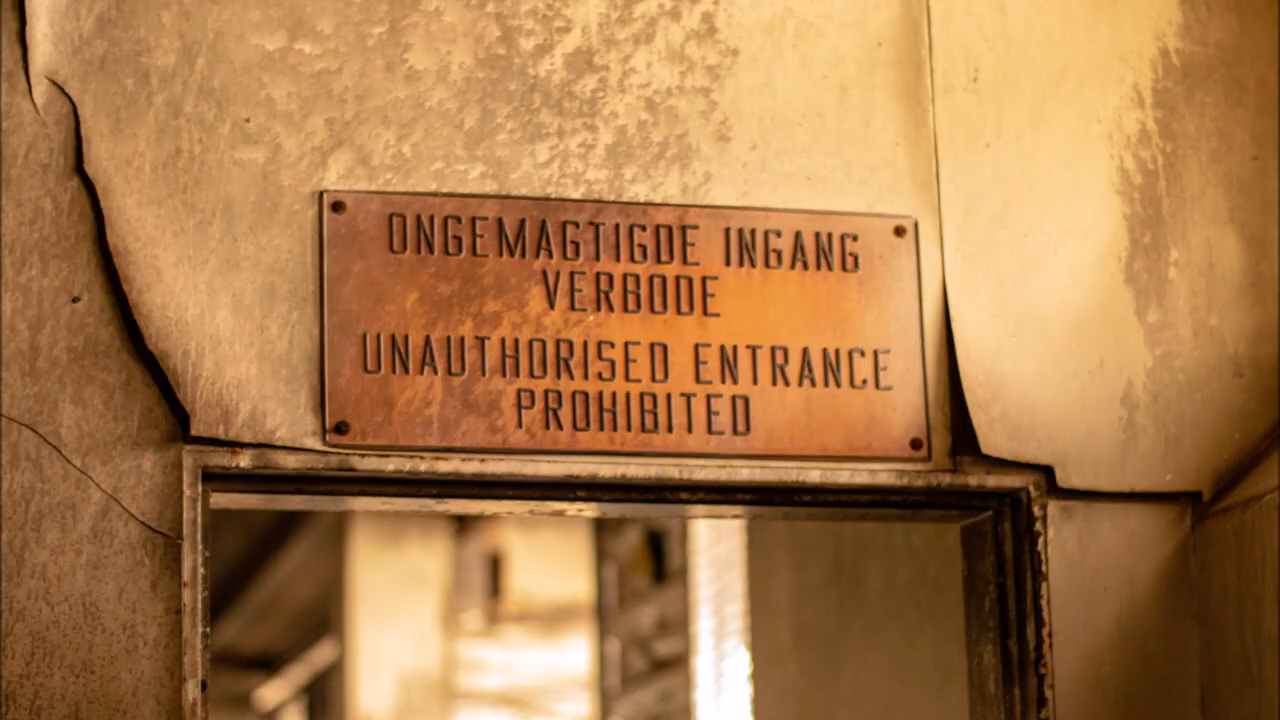 ONGEMAGTIGDE INGANG
VERBODE
UNAUTHORISED ENTRANCE
PROHIBITED